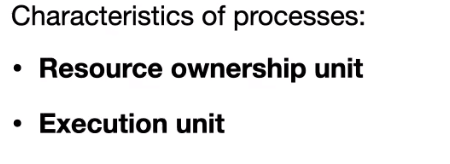 Characteristics of processes:
• Resource ownership unit
• Execution unit